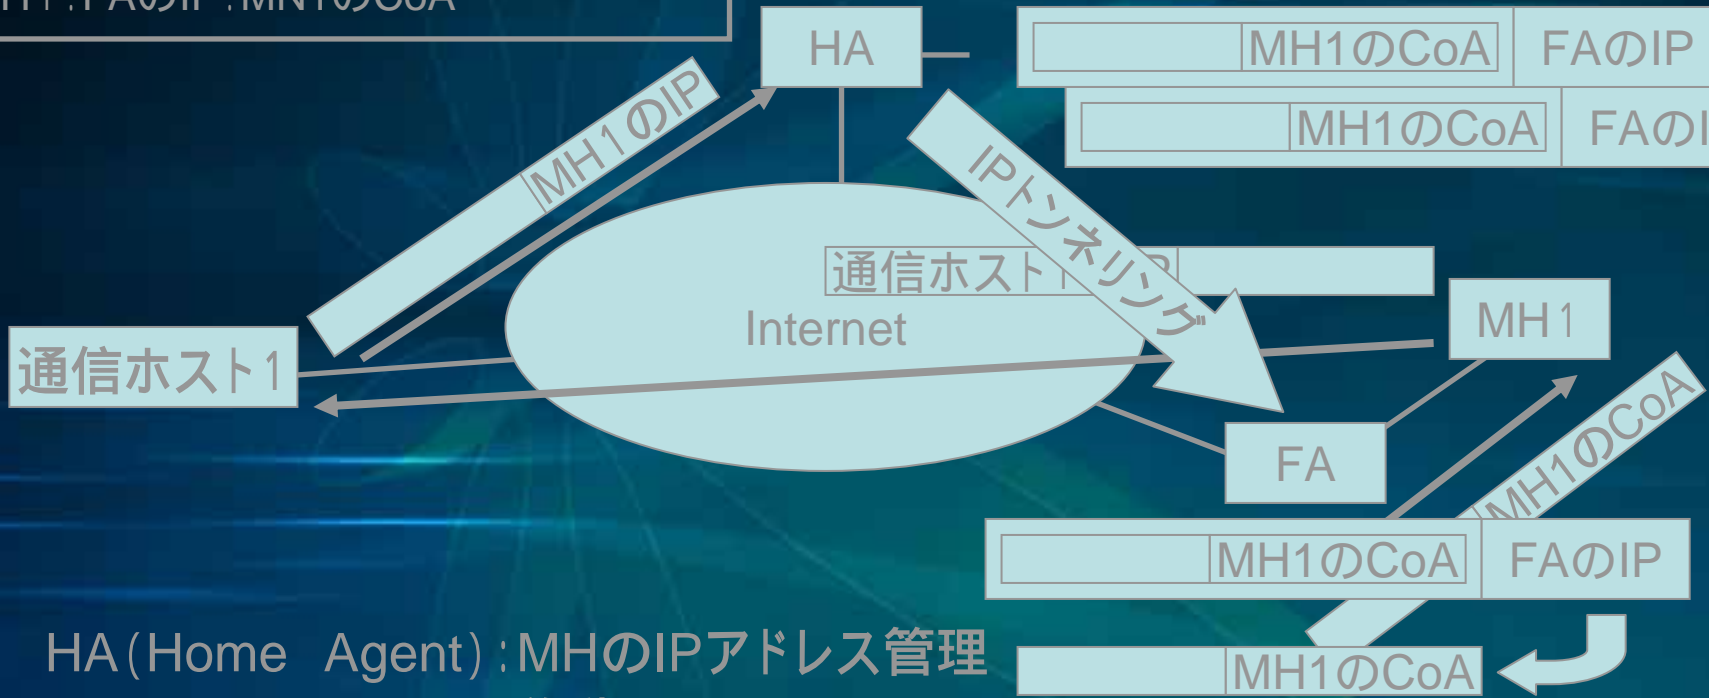 HA
MH1のCoA FAのIP
MH1のIP
MH1のCoA
IPトンネリング
通信ホスト1
Internet
MH1
通信ホスト1
MH1のCoA
FA
MH1のCoA FAのIP
HA(Home Agent):MHのIPアドレス管理
MH1のCoA